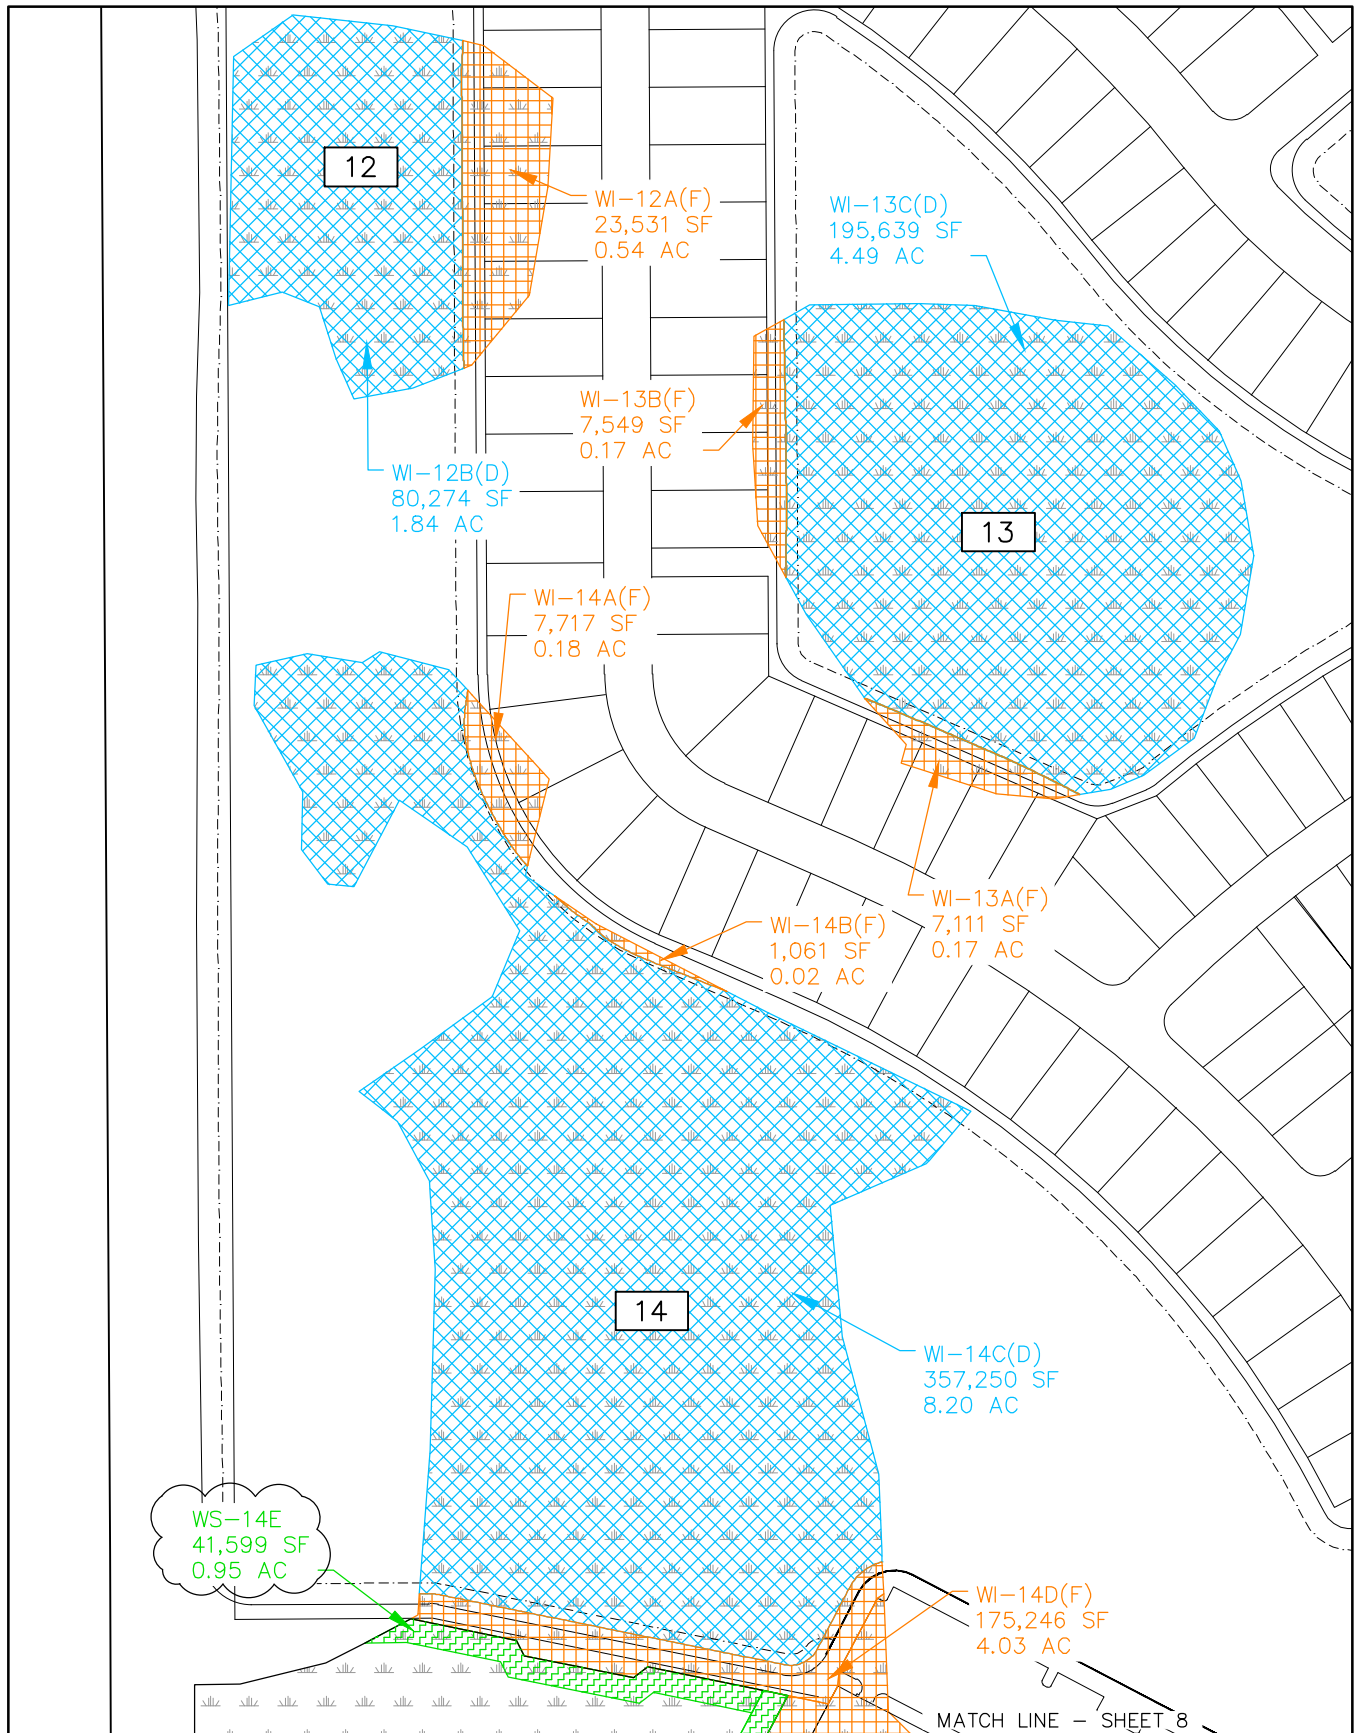 12
WI-12A(F)
23,531 SF
0.54 AC
WI-13C(D)
195,639 SF
4.49 AC
WI-13B(F)
7,549 SF
0.17 AC
WI-12B(D)
80,274 SF
1.84 AC
13
WI-14A(F)
7,717 SF
0.18 AC
WI-13A(F)
7,111 SF
0.17 AC
WI-14B(F)
1,061 SF
0.02 AC
14
WI-14C(D)
357,250 SF
8.20 AC
WS-14E
41,599 SF
0.95 AC
WI-14D(F)
175,246 SF
4.03 AC
MATCH LINE - SHEET 8